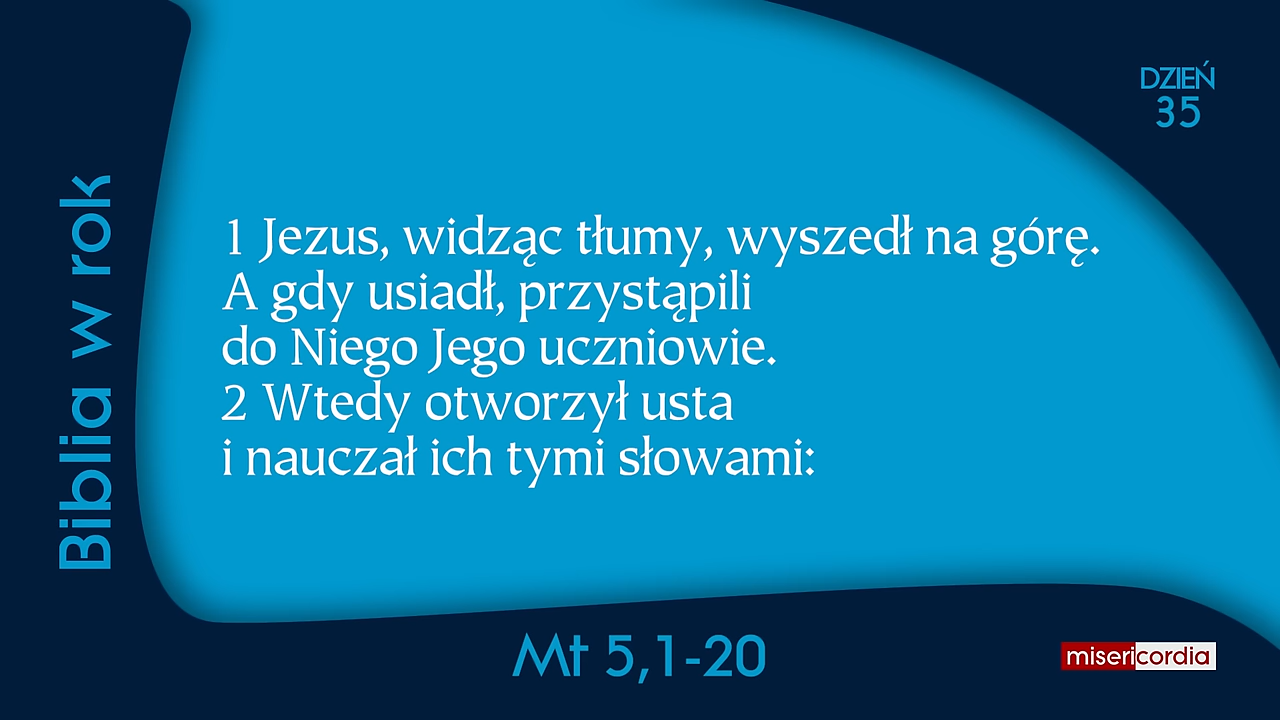 DZIEŃ
35
Biblia w rok
1 Jezus, widząc tłumy, wyszedł na górę.
A gdy usiadł, przystąpili
do Niego Jego uczniowie.
2 Wtedy otworzył usta
i nauczał ich tymi słowami:
Mt 5,1-20
misericordia